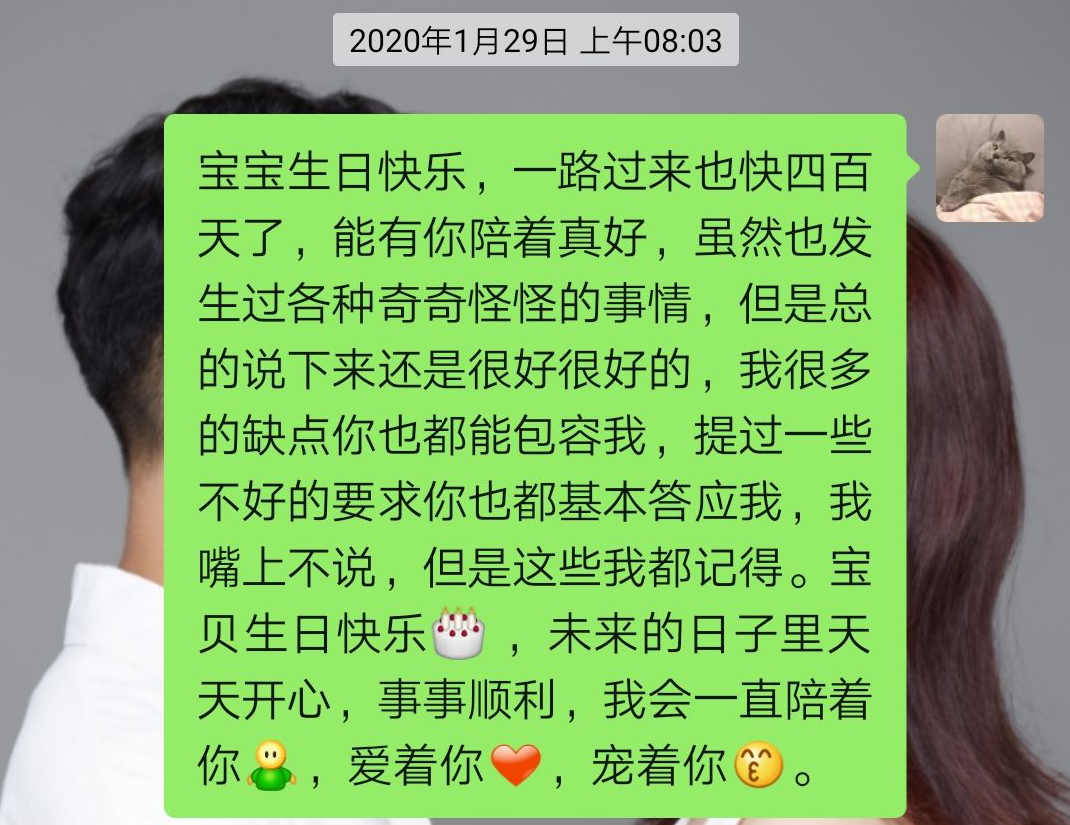 2020年1月29日 上午08:03
宝宝生日快乐，一路过来也快四百
天了，能有你陪着真好，虽然也发
生过各种奇奇怪怪的事情，但是总
的说下来还是很好很好的，我很多
的缺点你也都能包容我，提过一些
不好的要求你也都基本答应我，我
嘴上不说，但是这些我都记得。宝
贝生日快乐🎂，未来的日子里天
天开心，事事顺利，我会一直陪着
你，爱着你❤️，宠着你😙。